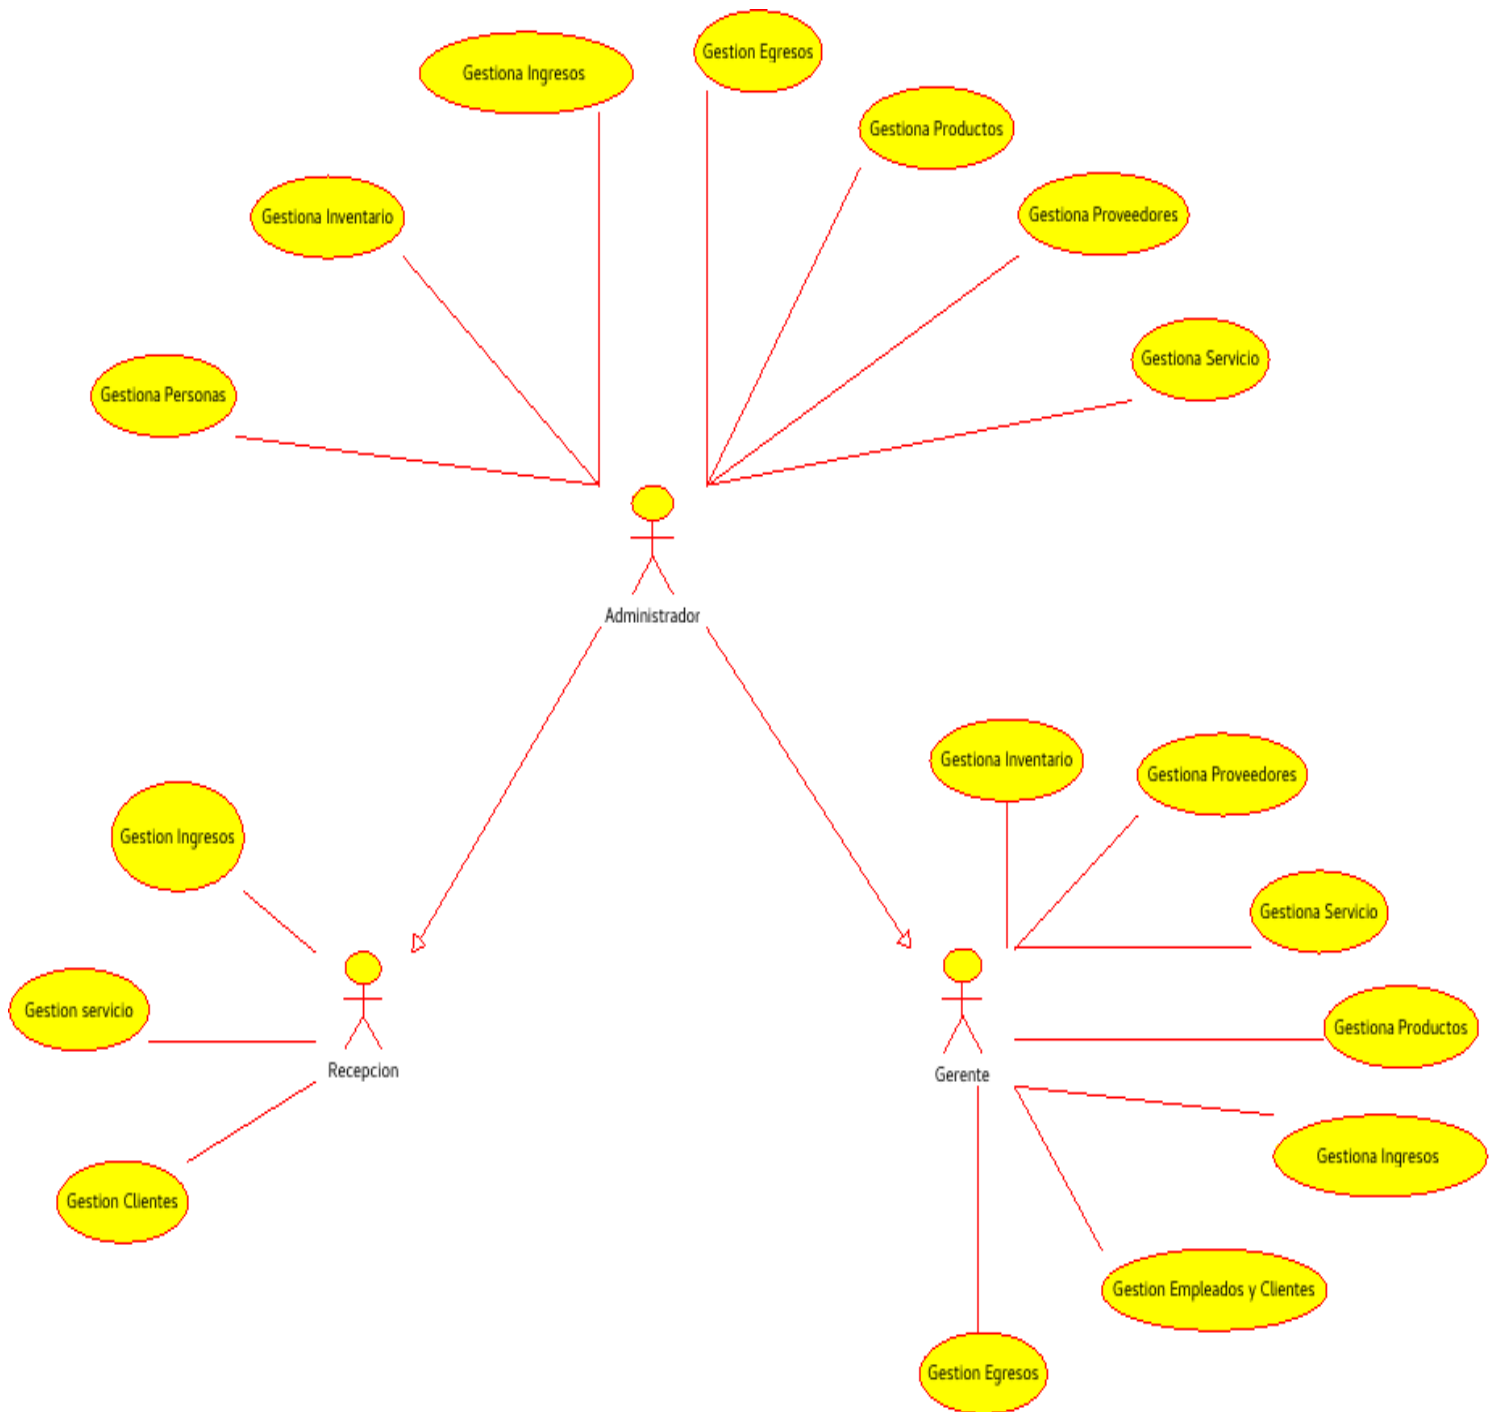 Gestion Egresos
Gestiona Ingresos
Gestiona Productos
Gestiona Inventario
Gestiona Proveedores
Gestiona Servicio
Gestiona Personas
Administrador
Gestiona Inventario
Gestiona Proveedores
Gestion Ingresos
Gestiona Servicio
Gestion servicio
Gestiona Productos
Recepcion
Gerente
Gestiona Ingresos
Gestion Clientes
Gestion Empleados y Clientes
Gestion Egresos